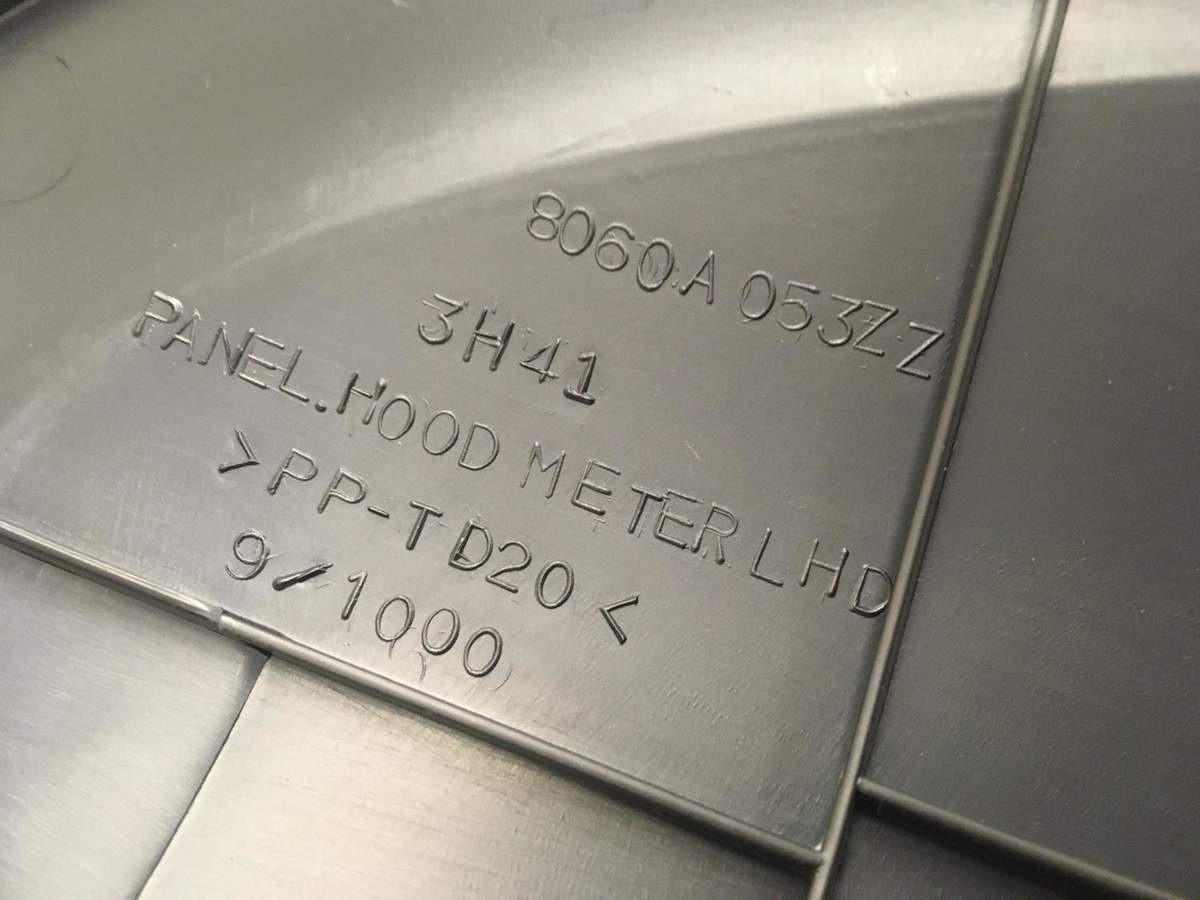 8060A 053ZZ
3H41
PANEL.HOOD METER LHD
>PP-TD20<
9/1000